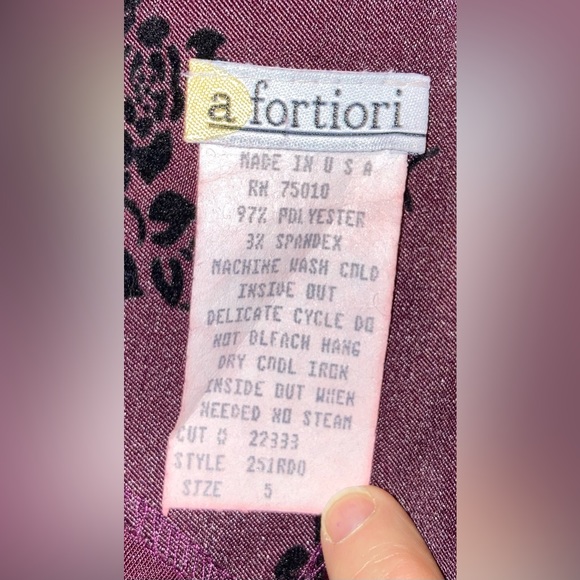 a fortiori
MADE IN U S A
RN 75010
97% POLYESTER
3% SPANDEX
MACHINE WASH COLD
INSIDE OUT
DELICATE CYCLE DO
NOT BLEACH HANG
DRY COOL IRON
INSIDE OUT WHEN
NEEDED NO STEAM
CUT # 22333
STYLE 251RDQ
SIZE 5